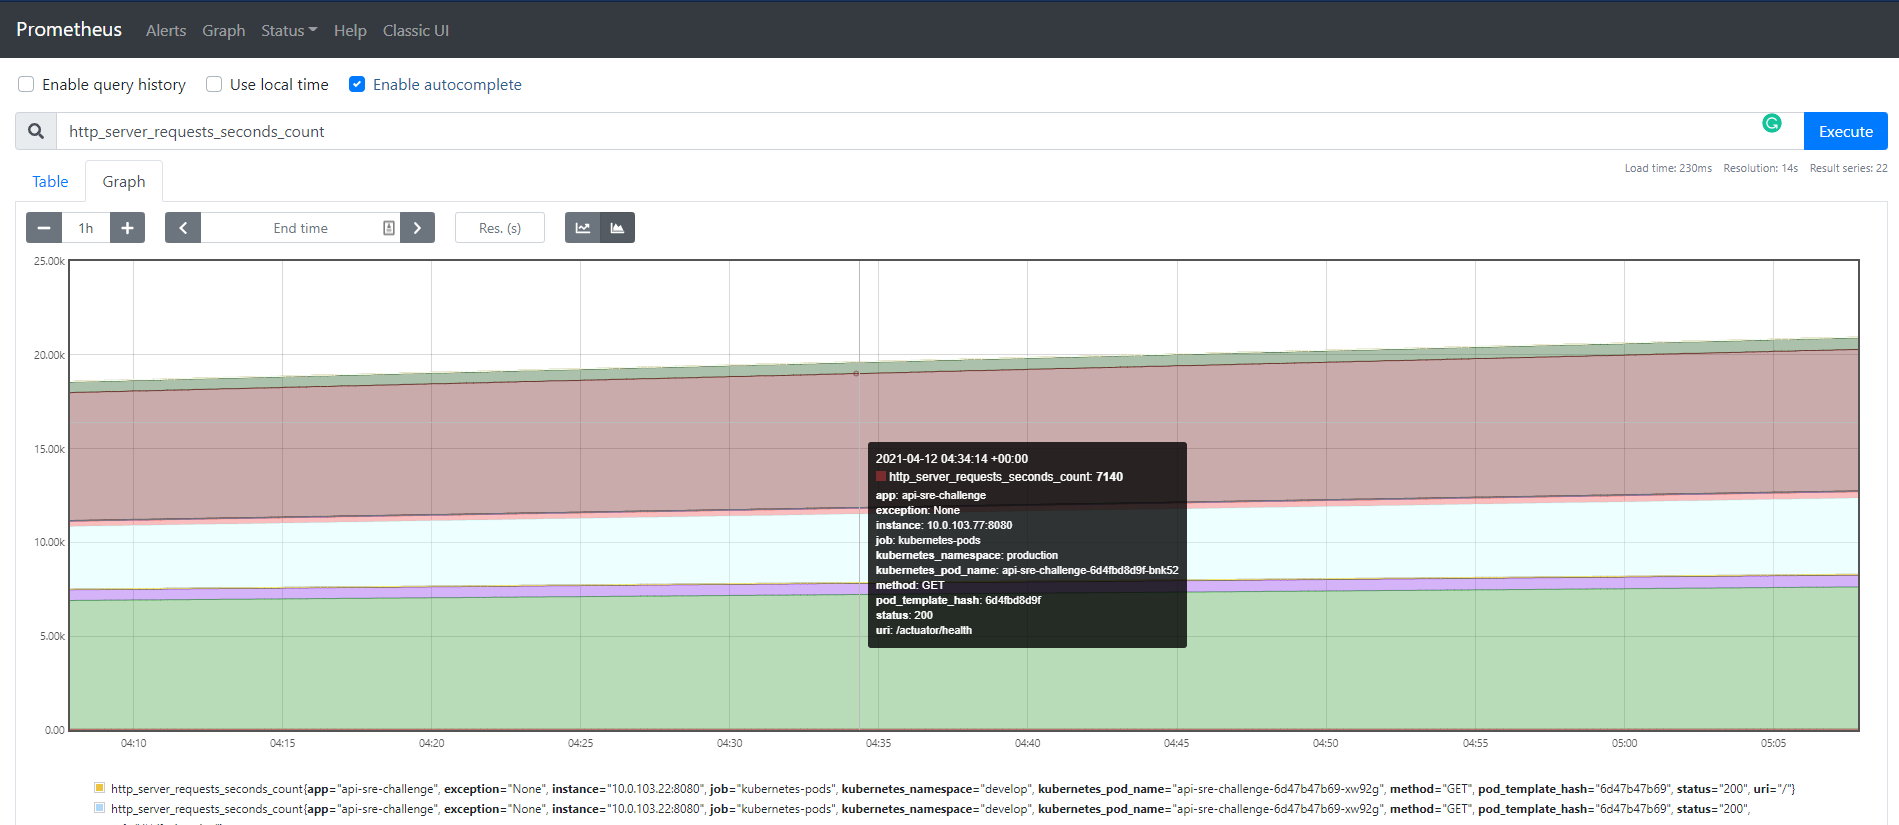 Prometheus Alerts Graph Status Help Classic UI
Enable query history Use local time Enable autocomplete
http_server_requests_seconds_count Execute
Load time: 230ms Resolution: 14s Result series: 22
Table Graph
1h End time Res. (s)
25.00k
20.00k
15.00k
10.00k
5.00k
0.00
2021-04-12 04:34:14 +00:00
http_server_requests_seconds_count: 7140
app: api-sre-challenge
exception: None
instance: 10.0.103.77:8080
job: kubernetes-pods
kubernetes_namespace: production
kubernetes_pod_name: api-sre-challenge-6d4fbd8d9f-bnk52
method: GET
pod_template_hash: 6d4fbd8d9f
status: 200
uri: /actuator/health
04:10 04:15 04:20 04:25 04:30 04:35 04:40 04:45 04:50 04:55 05:00 05:05
http_server_requests_seconds_count{app="api-sre-challenge", exception="None", instance="10.0.103.22:8080", job="kubernetes-pods", kubernetes_namespace="develop", kubernetes_pod_name="api-sre-challenge-6d47b47b69-xw92g", method="GET", pod_template_hash="6d47b47b69", status="200", uri="/"}
http_server_requests_seconds_count{app="api-sre-challenge", exception="None", instance="10.0.103.22:8080", job="kubernetes-pods", kubernetes_namespace="develop", kubernetes_pod_name="api-sre-challenge-6d47b47b69-xw92g", method="GET", pod_template_hash="6d47b47b69", status="200",